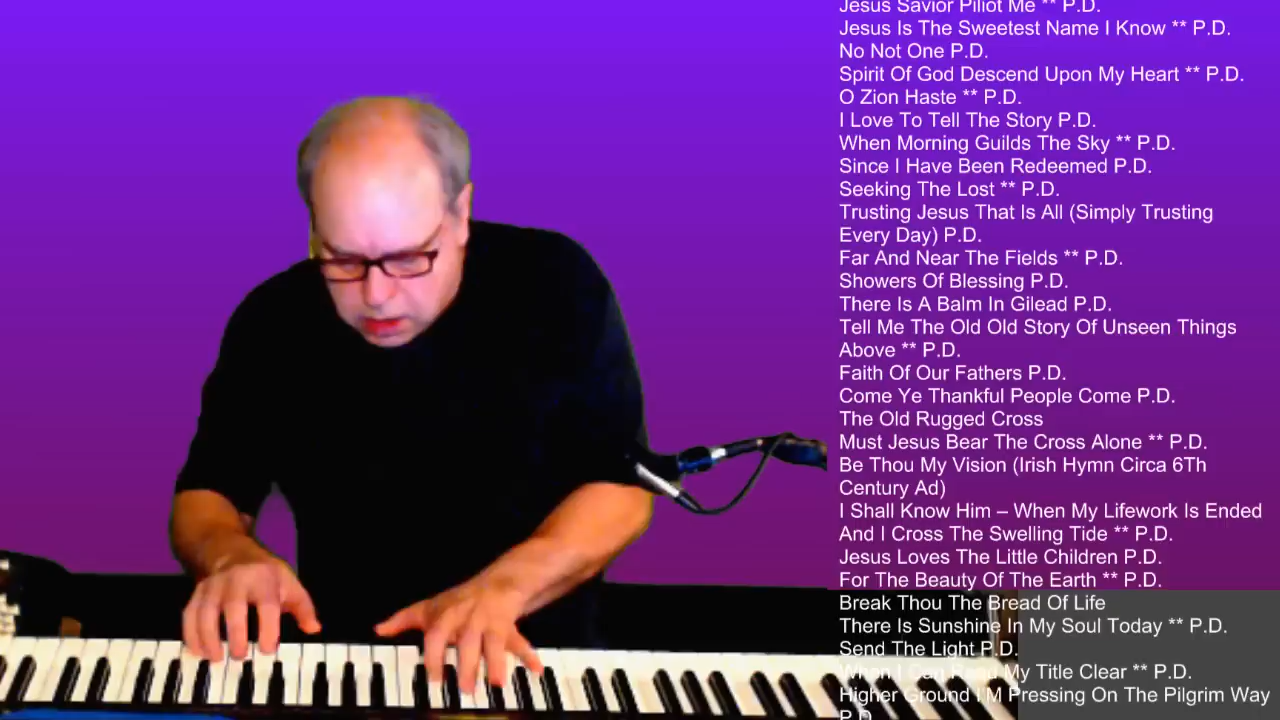 Jesus Savior Piliot Me ** P.D.
Jesus Is The Sweetest Name I Know ** P.D.
No Not One P.D.
Spirit Of God Descend Upon My Heart ** P.D.
O Zion Haste ** P.D.
I Love To Tell The Story P.D.
When Morning Guilds The Sky ** P.D.
Since I Have Been Redeemed P.D.
Seeking The Lost ** P.D.
Trusting Jesus That Is All (Simply Trusting
Every Day) P.D.
Far And Near The Fields ** P.D.
Showers Of Blessing P.D.
There Is A Balm In Gilead P.D.
Tell Me The Old Old Story Of Unseen Things
Above ** P.D.
Faith Of Our Fathers P.D.
Come Ye Thankful People Come P.D.
The Old Rugged Cross
Must Jesus Bear The Cross Alone ** P.D.
Be Thou My Vision (Irish Hymn Circa 6Th
Century Ad)
I Shall Know Him – When My Lifework Is Ended
And I Cross The Swelling Tide ** P.D.
Jesus Loves The Little Children P.D.
For The Beauty Of The Earth ** P.D.
Break Thou The Bread Of Life
There Is Sunshine In My Soul Today ** P.D.
Send The Light P.D.
When I Can Read My Title Clear ** P.D.
Higher Ground I'M Pressing On The Pilgrim Way
P.D.